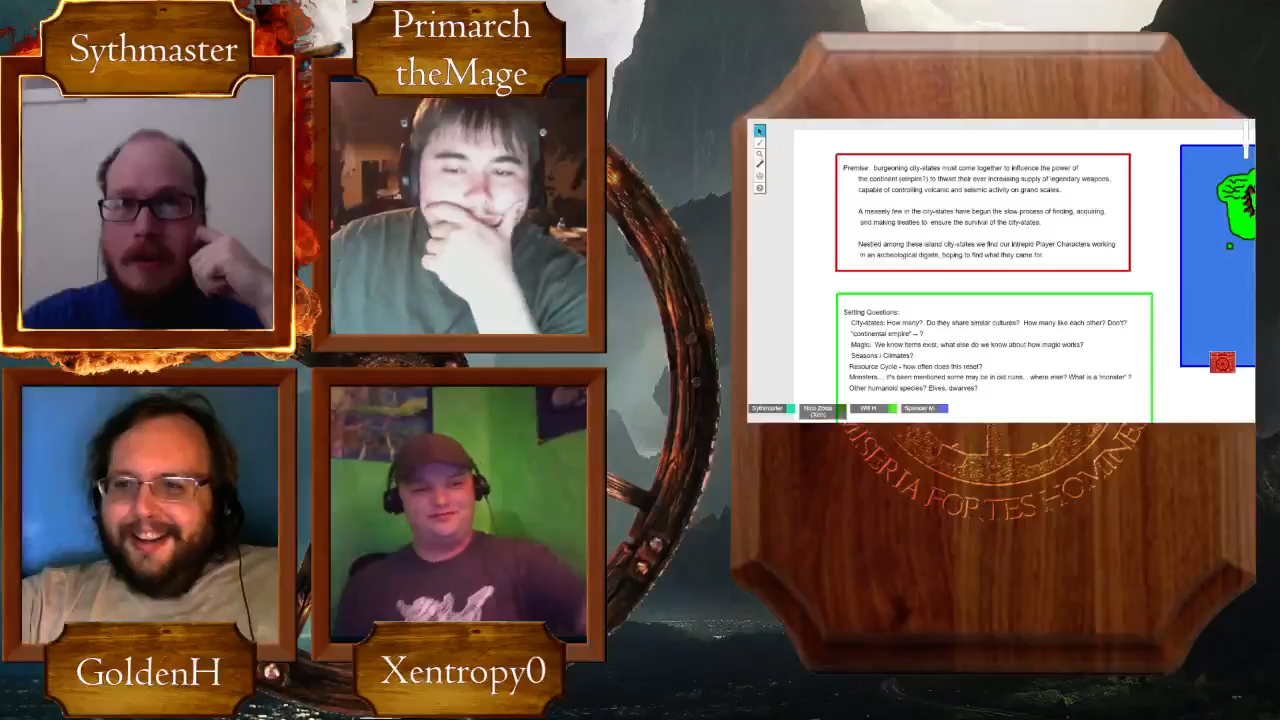 Sythmaster
Primarch
theMage
Premise: burgeoning city-states must come together to influence the power of
the continent (empire?) to thwart their ever increasing supply of legendary weapons,
capable of controlling volcanic and seismic activity on grand scales.
A measely few in the city-states have begun the slow process of finding, acquiring,
and making treaties to ensure the survival of the city-states.
Nestled among these island city-states we find our intrepid Player Characters working
in an archeological digsite, hoping to find what they came for.
Setting Questions:
City-states: How many? Do they share similar cultures? How many like each other? Don't?
"continental empire" -- ?
Magic: We know items exist, what else do we know about how magic works?
Seasons / Climates?
Resource Cycle - how often does this reset?
Monsters... it's been mentioned some may be in old ruins... where else? What is a 'monster' ?
Other humanoid species? Elves, dwarves?
Sythmaster
(Xen)
Will H
Spencer M.
MISERIA FORTES HOMINES
GoldenH
Xentropy0